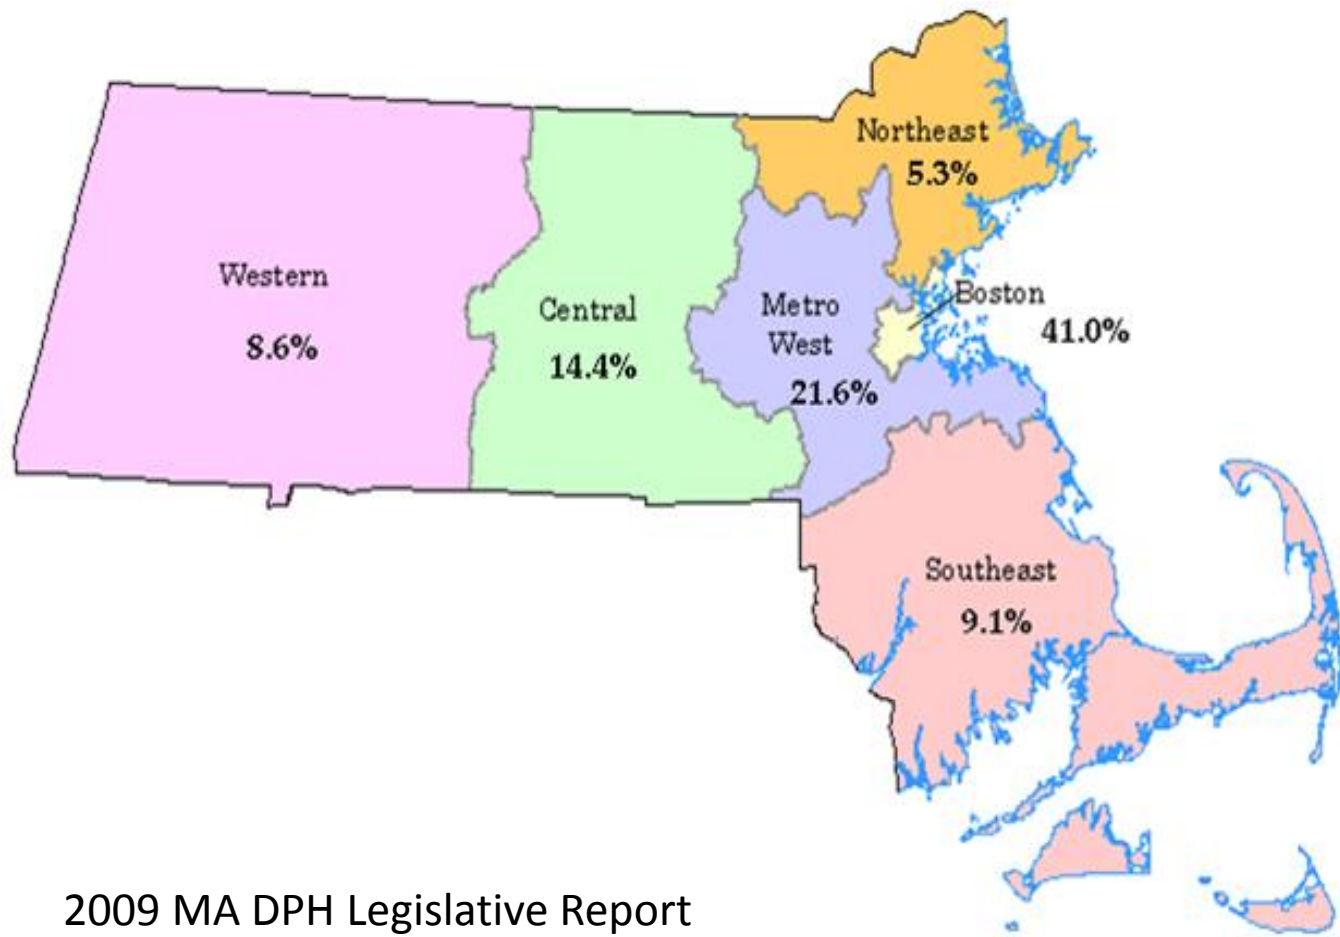 Northeast
5.3%
Western
8.6%
Central
14.4%
Metro
West
21.6%
Boston
41.0%
Southeast
9.1%
2009 MA DPH Legislative Report